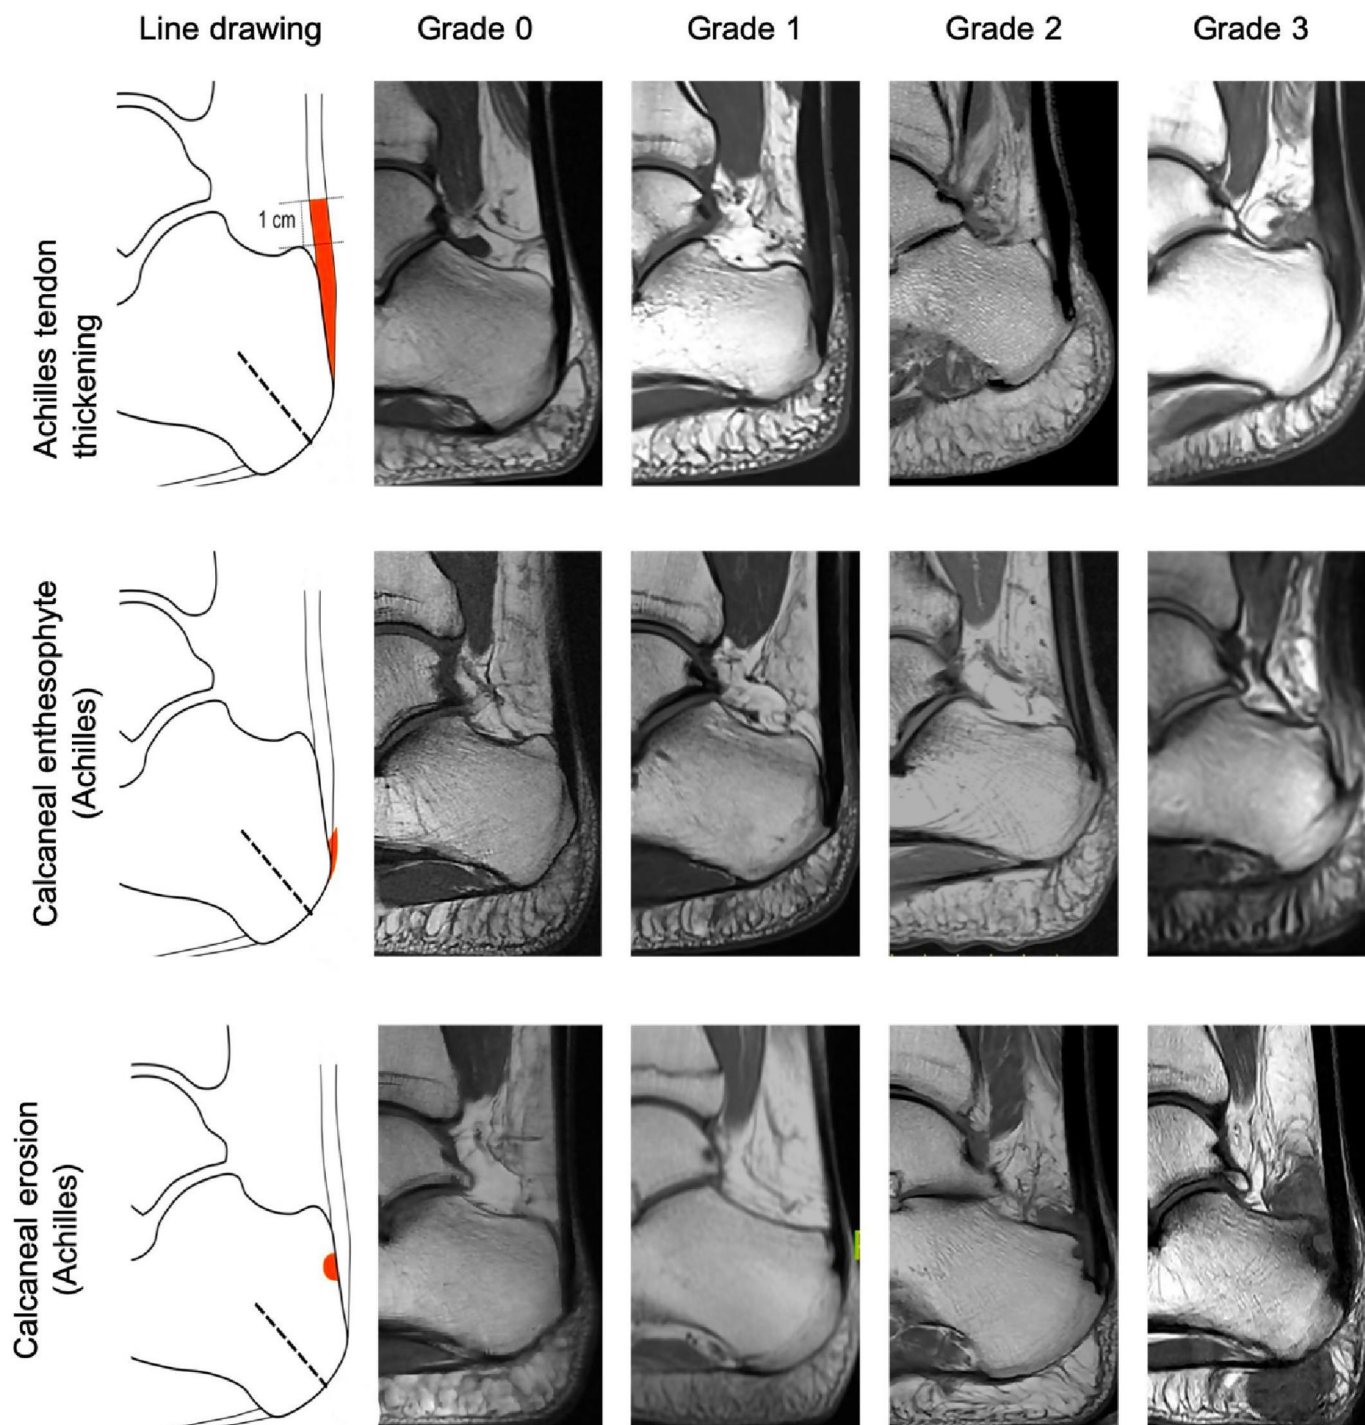 Line drawing Grade 0 Grade 1 Grade 2 Grade 3
Achilles tendon
thickening
1 cm
Calcaneal enthesophyte
(Achilles)
Calcaneal erosion
(Achilles)